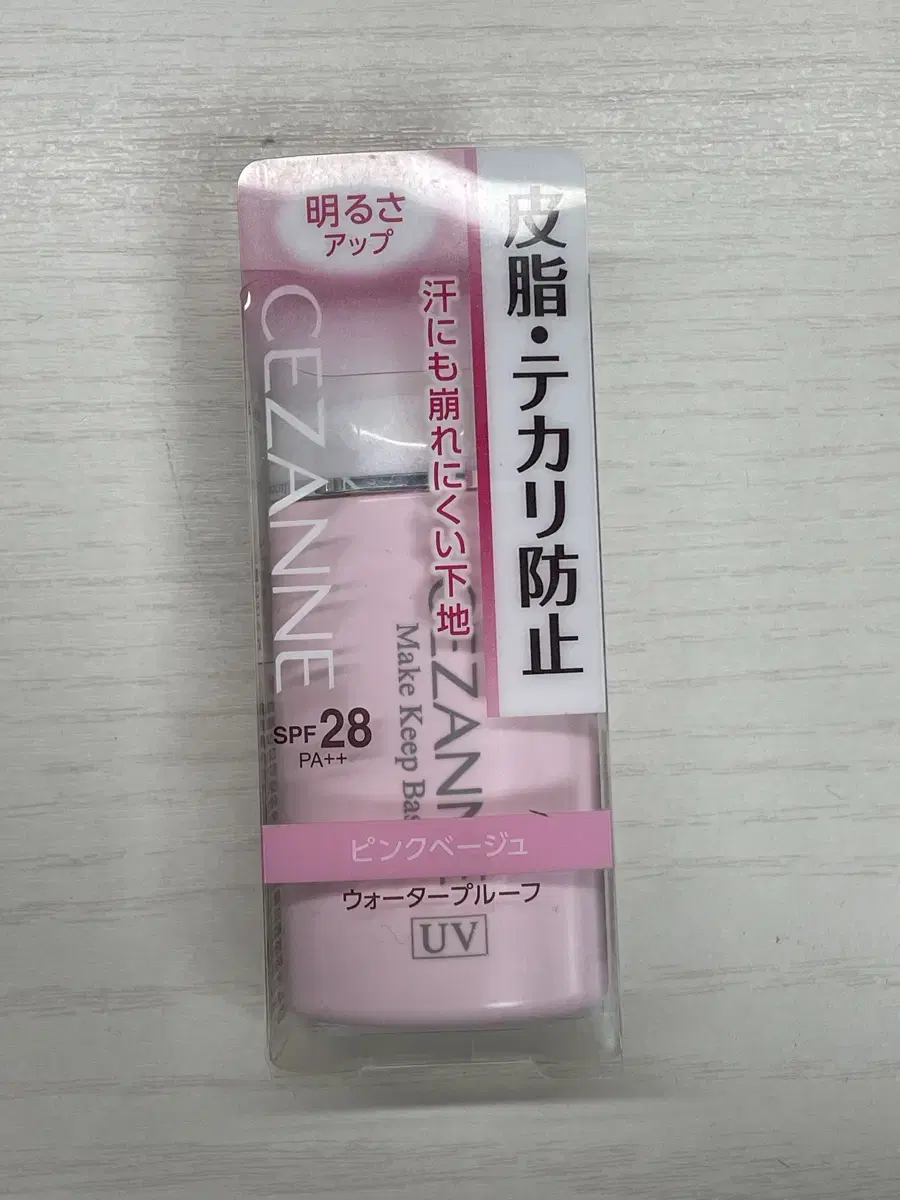 明るさ
アップ
皮脂・テカリ防止
汗にも崩れにくい下地
CEZANNE
SPF 28
PA++
CEZANN
Make Keep Bas
ピンクベージュ
ウォータープルーフ
UV